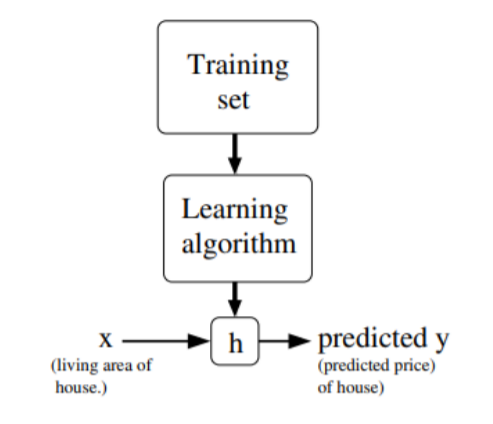 Training
set
Learning
algorithm
x
h
predicted y
(living area of
house.)
(predicted price)
of house)